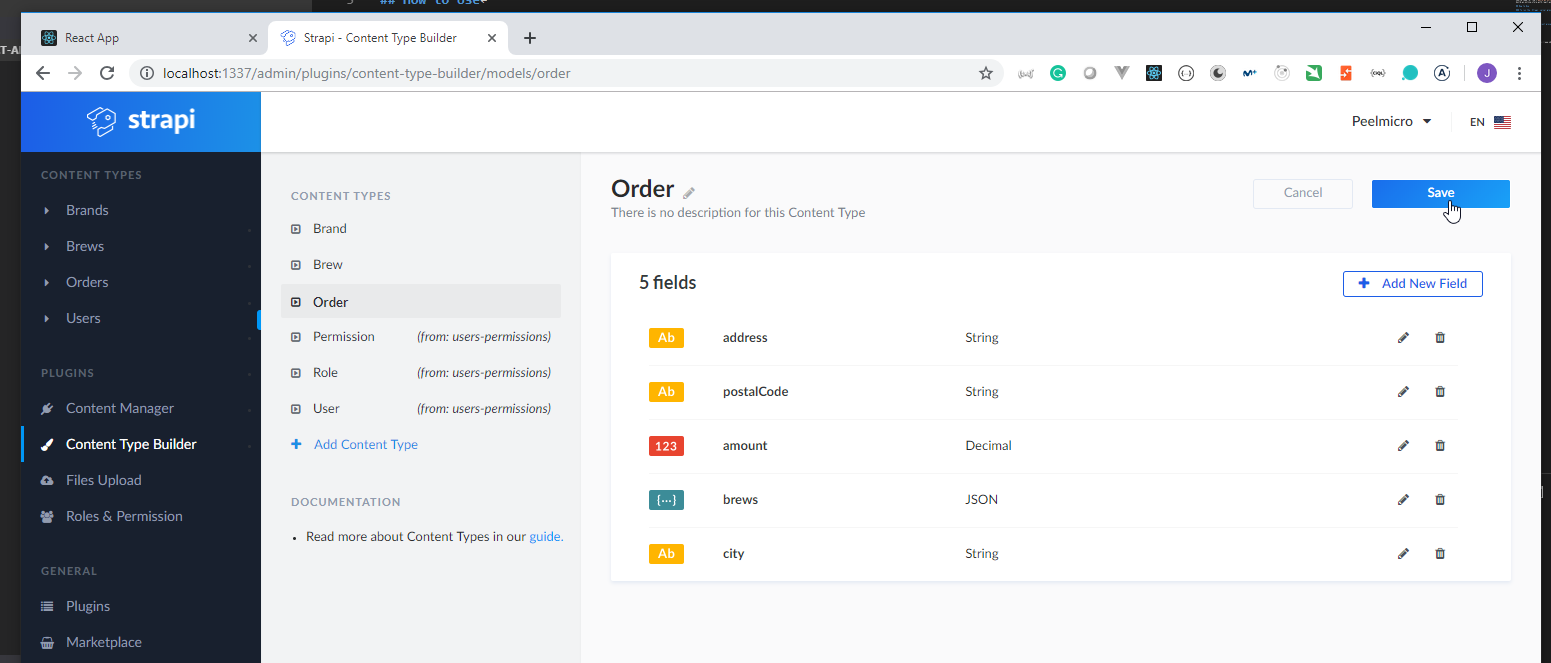 ## How to use
React App
Strapi - Content Type Builder
localhost:1337/admin/plugins/content-type-builder/models/order
J
strapi
Peelmicro
EN
CONTENT TYPES
Brands
Brews
Orders
Users
PLUGINS
Content Manager
Content Type Builder
Files Upload
Roles & Permission
GENERAL
Plugins
Marketplace
CONTENT TYPES
Brand
Brew
Order
Permission (from: users-permissions)
Role (from: users-permissions)
User (from: users-permissions)
+ Add Content Type
DOCUMENTATION
• Read more about Content Types in our guide.
Order
There is no description for this Content Type
Cancel
Save
5 fields
+ Add New Field
Ab address String
Ab postalCode String
123 amount Decimal
{...} brews JSON
Ab city String